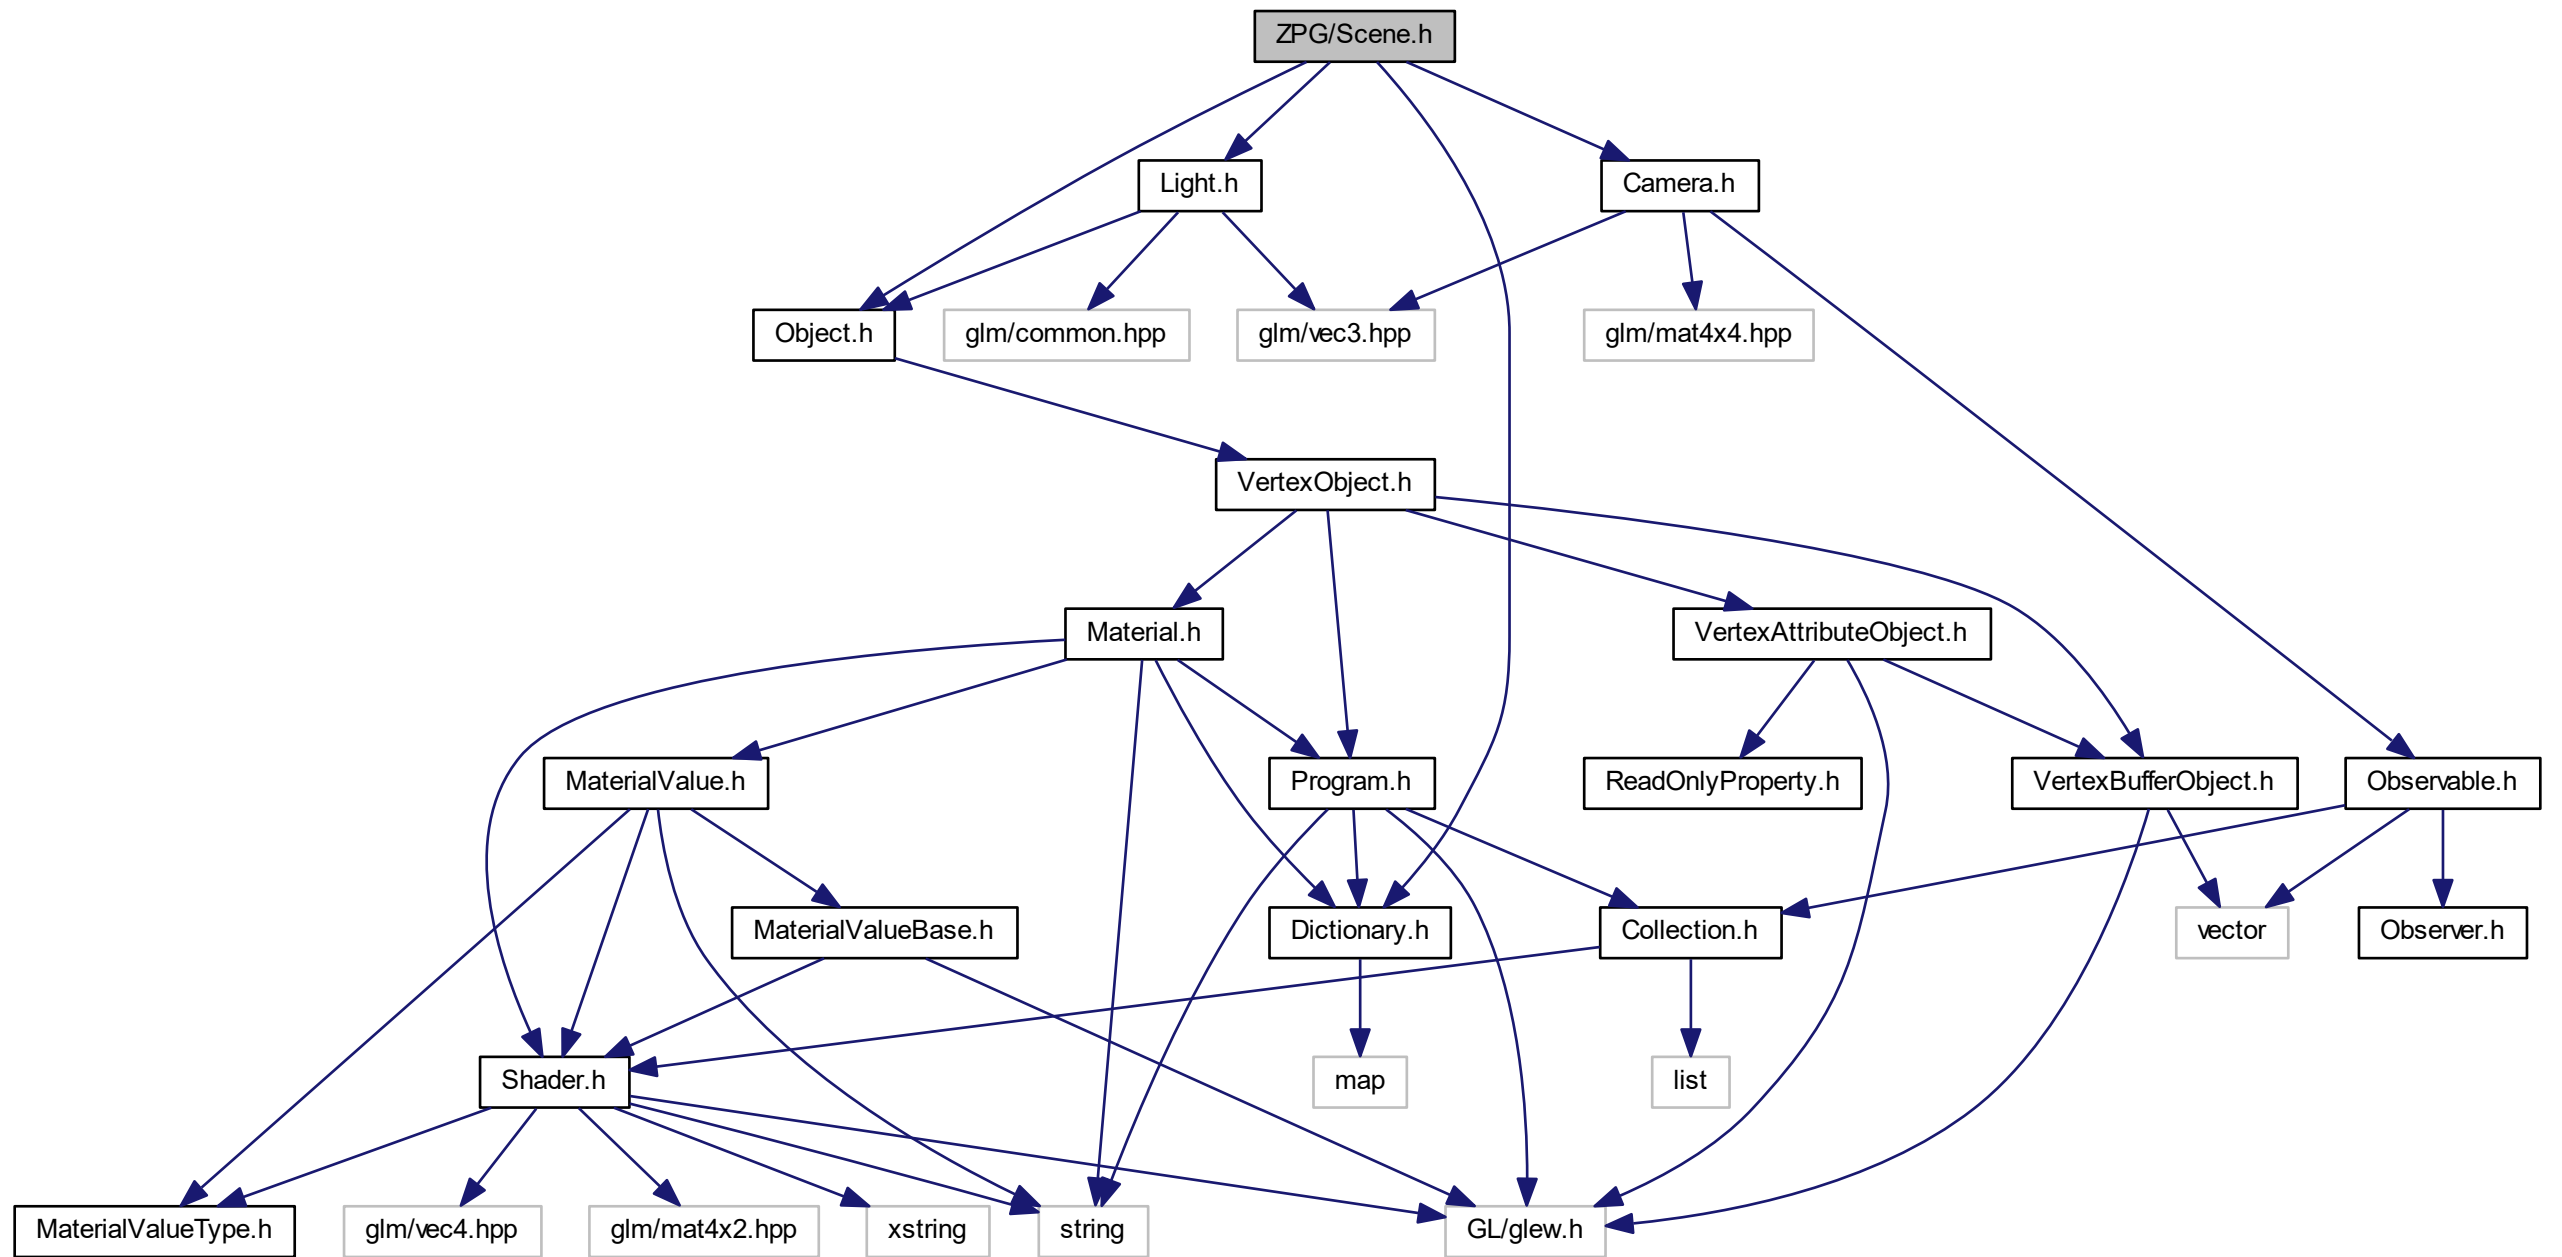 ZPG/Scene.h
Light.h
Camera.h
Object.h
glm/common.hpp
glm/vec3.hpp
glm/mat4x4.hpp
VertexObject.h
Material.h
VertexAttributeObject.h
MaterialValue.h
Program.h
ReadOnlyProperty.h
VertexBufferObject.h
Observable.h
MaterialValueBase.h
Dictionary.h
Collection.h
vector
Observer.h
Shader.h
map
list
MaterialValueType.h
glm/vec4.hpp
glm/mat4x2.hpp
xstring
string
GL/glew.h